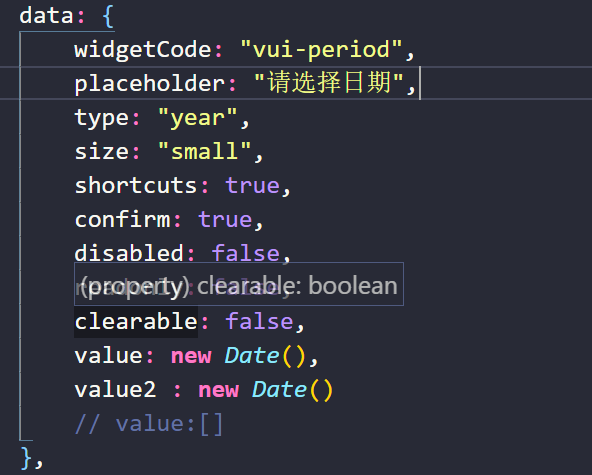 data: {
widgetCode: "vui-period",
placeholder: "请选择日期",
type: "year",
size: "small",
shortcuts: true,
confirm: true,
disabled: false,
(property) clearable: boolean
clearable: false,
value: new Date(),
value2 : new Date()
// value:[]
},